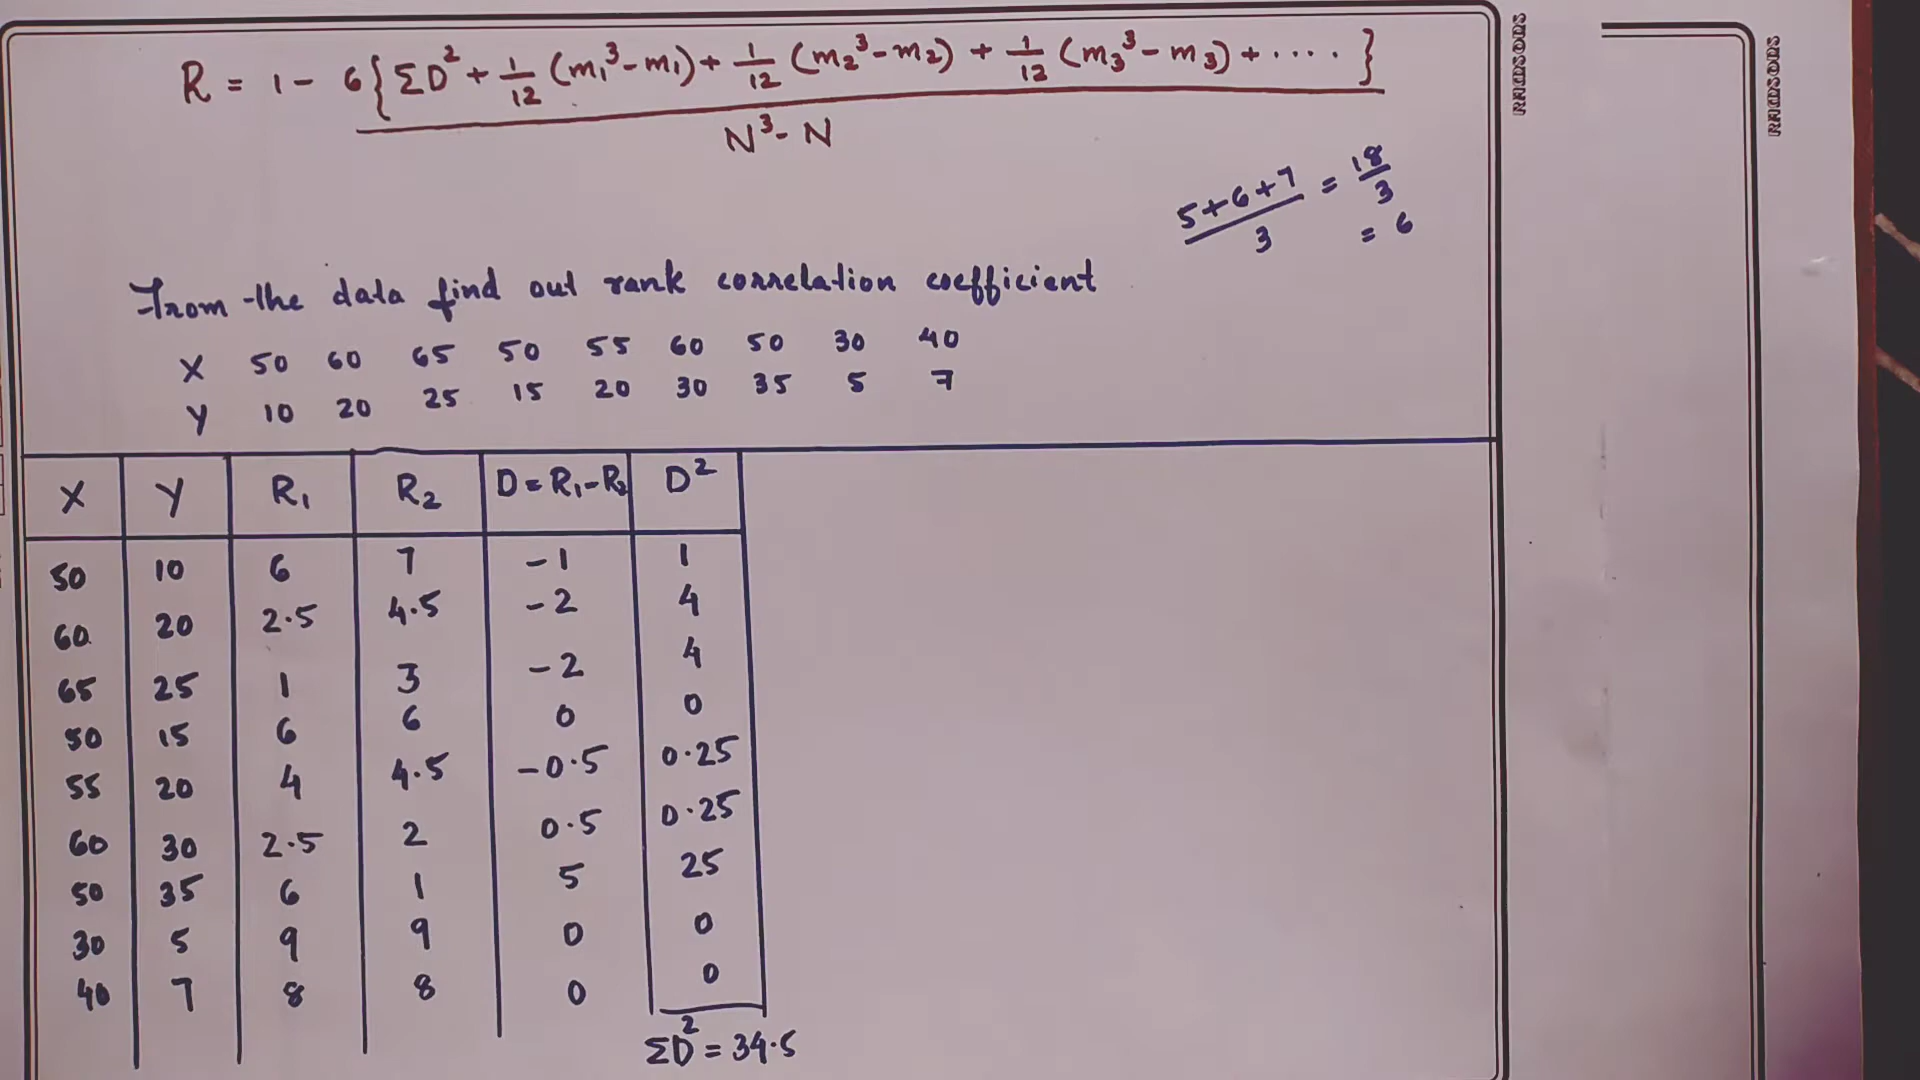 R = 1 - 6{ΣD² + 1/12 (m₁³-m₁) + 1/12 (m₂³-m₂) + 1/12 (m₃³-m₃) + ....}
N³-N
5+6+7/3 = 18/3
= 6
From the data find out rank correlation coefficient
X 50 60 65 50 55 60 50 30 40
Y 10 20 25 15 20 30 35 5 7
X Y R₁ R₂ D=R₁-R₂ D²
50 10 6 7 -1 1
60 20 2.5 4.5 -2 4
65 25 1 3 -2 4
50 15 6 6 0 0
55 20 4 4.5 -0.5 0.25
60 30 2.5 2 0.5 0.25
50 35 6 1 5 25
30 5 9 9 0 0
40 7 8 8 0 0
ΣD² = 34.5